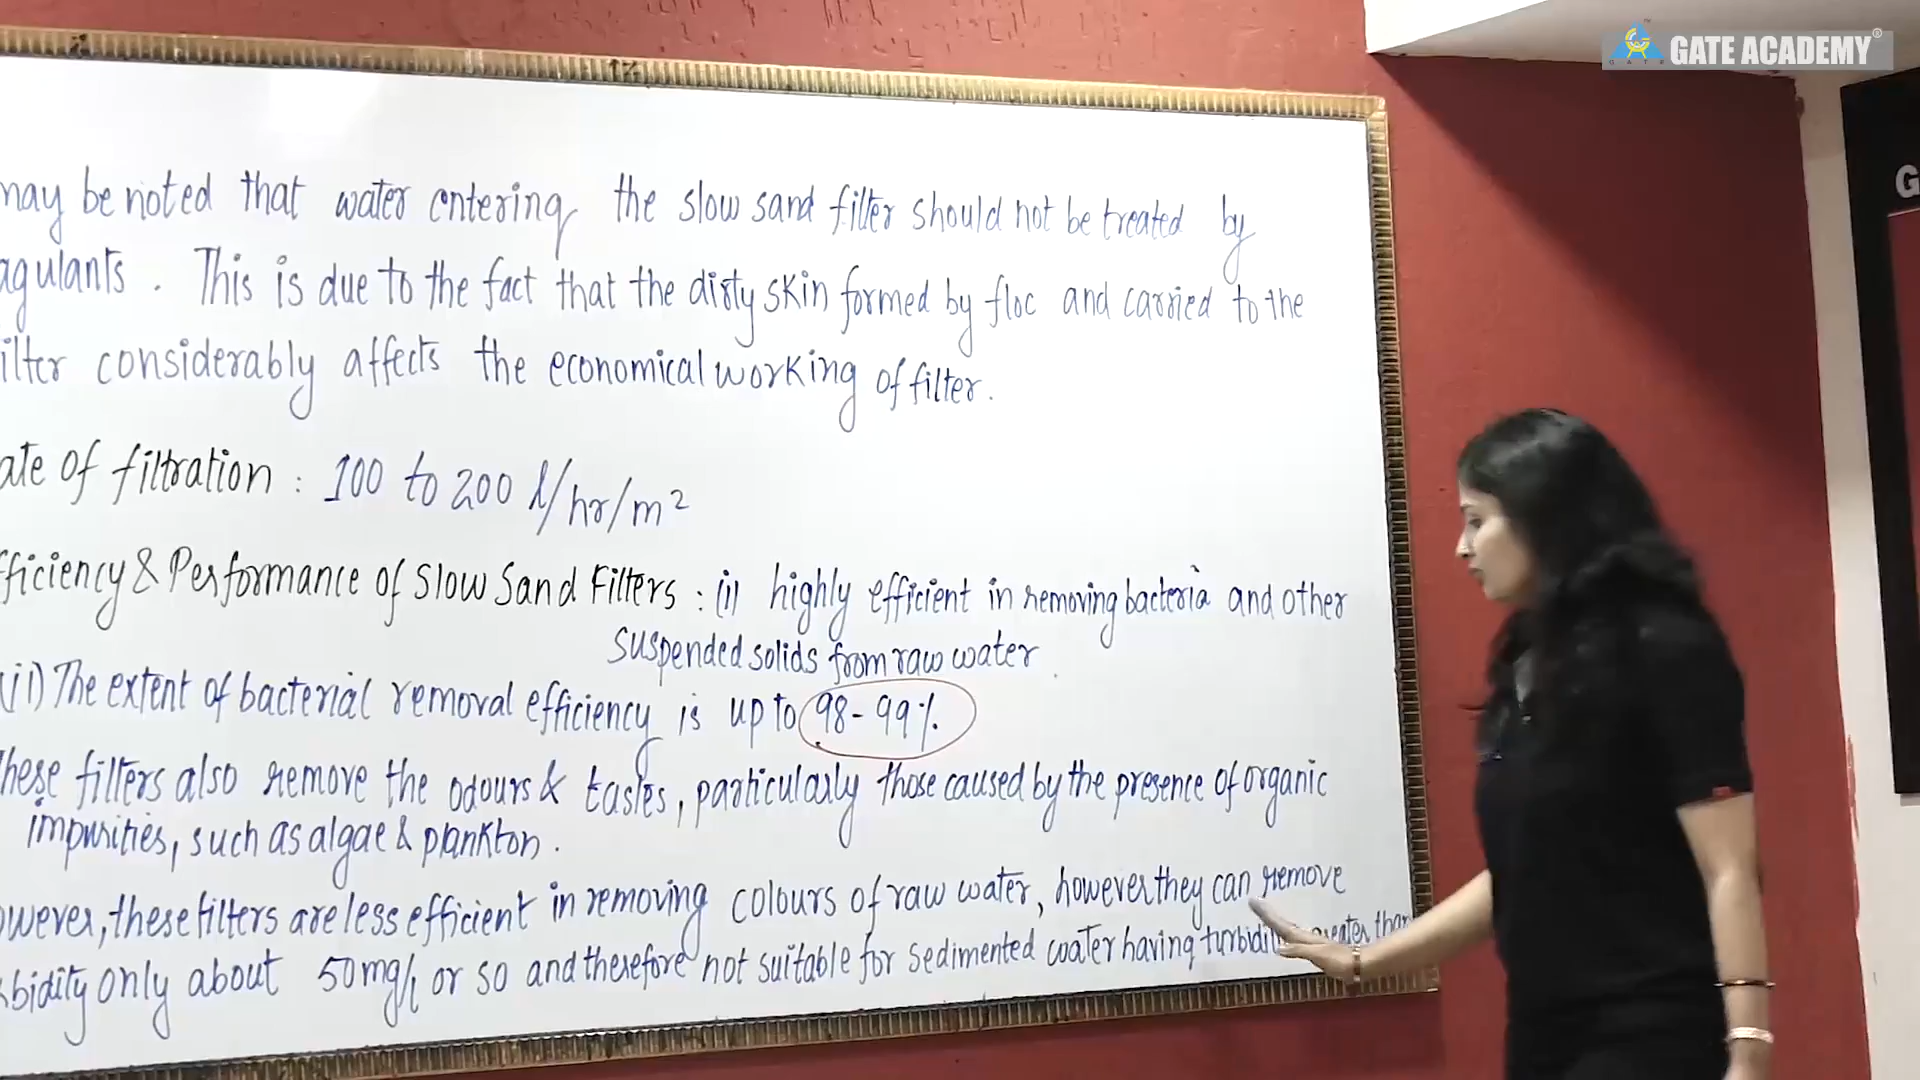 GATE ACADEMY
may be noted that water entering the slow sand filter should not be treated by
agulants. This is due to the fact that the dirty skin formed by floc and carried to the
ilter considerably affects the economical working of filter.
ate of filtration : 100 to 200 l/hr/m²
fficiency & Performance of Slow Sand Filters : (i) highly efficient in removing bacteria and other
suspended solids from raw water
(ii) The extent of bacterial removal efficiency is up to 98-99%.
hese filters also remove the odours & tastes, particularly those caused by the presence of organic
impurities, such as algae & plankton.
owever, these filters are less efficient in removing colours of raw water, however they can remove
bidity only about 50mg/l or so and therefore not suitable for sedimented water having than
G